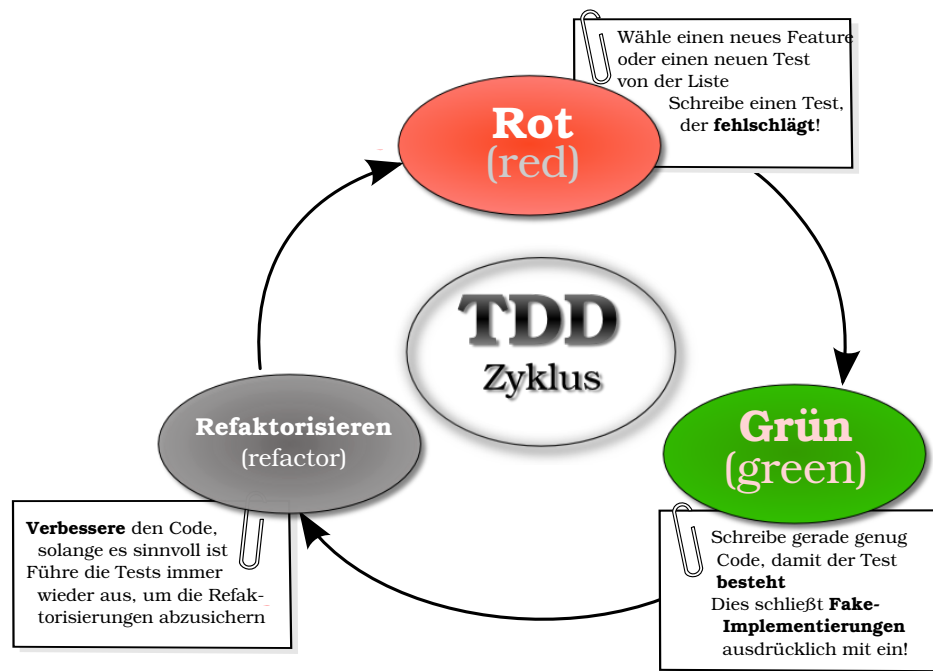 Wähle einen neues Feature
oder einen neuen Test
von der Liste
Schreibe einen Test,
der fehlschlägt!
Rot
(red)
TDD
Zyklus
Grün
(green)
Schreibe gerade genug
Code, damit der Test
besteht
Dies schließt Fake-
Implementierungen
ausdrücklich mit ein!
Refaktorisieren
(refactor)
Verbessere den Code,
solange es sinnvoll ist
Führe die Tests immer
wieder aus, um die Refak-
torisierungen abzusichern